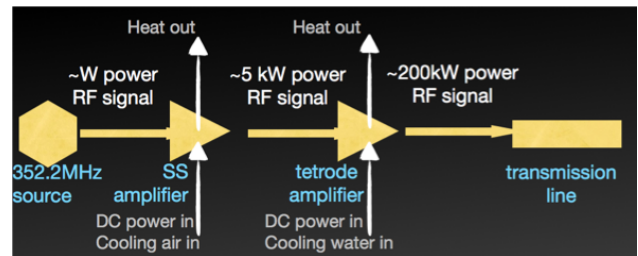 Heat out
Heat out
~W power
RF signal
~5 kW power
RF signal
~200kW power
RF signal
352.2MHz
source
SS
amplifier
tetrode
amplifier
transmission
line
DC power in
Cooling air in
DC power in
Cooling water in